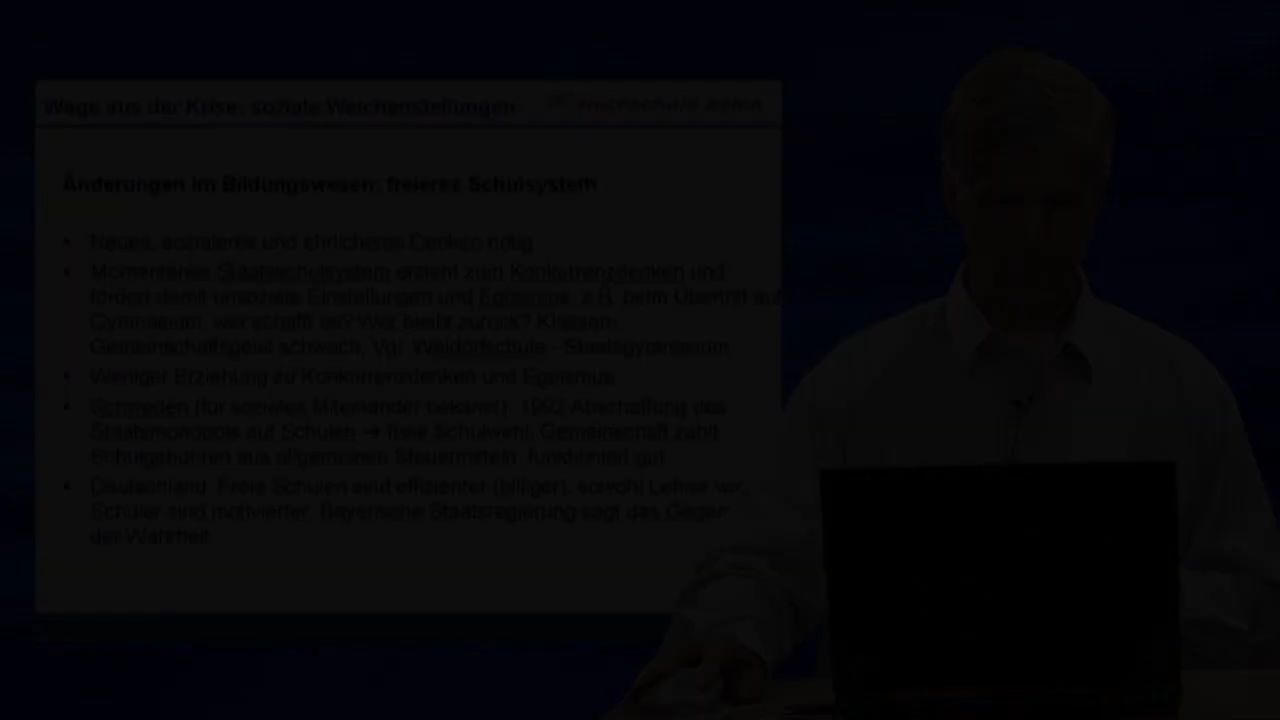 Wege aus der Krise: soziale Weichenstellungen
hochschule aalen
Änderungen im Bildungswesen: freieres Schulsystem
• Neues, sozialeres und ehrlicheres Denken nötig
• Momentanes Staatsschulsystem erzieht zum Konkurrenzdenken und
fördert damit unsoziale Einstellungen und Egoismus, z.B. beim Übertritt auf
Gymnasium: wer schafft es? Wer bleibt zurück? Klassen-
Gemeinschaftsgeist schwach, Vgl. Waldorfschule - Staatsgymnasium
• Weniger Erziehung zu Konkurrenzdenken und Egoismus
• Schweden (für soziales Miteinander bekannt): 1992 Abschaffung des
Staatsmonopols auf Schulen → freie Schulwahl, Gemeinschaft zahlt
Schulgebühren aus allgemeinen Steuermitteln, funktioniert gut
• Deutschland: Freie Schulen sind effizienter (billiger), sowohl Lehrer wie
Schüler sind motivierter. Bayerische Staatsregierung sagt das Gegenteil
der Wahrheit